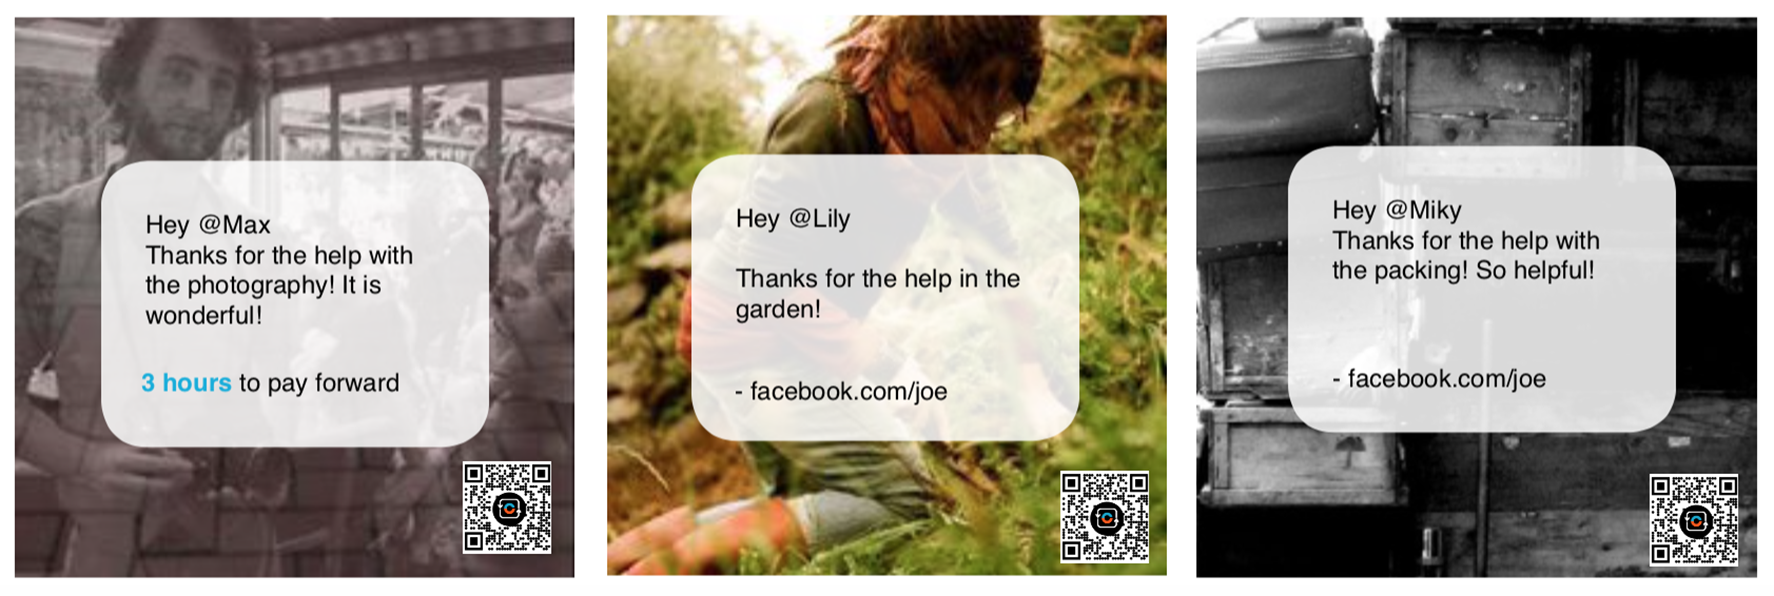 Hey @Max
Thanks for the help with
the photography! It is
wonderful!
3 hours to pay forward
Hey @Lily
Thanks for the help in the
garden!
- facebook.com/joe
Hey @Miky
Thanks for the help with
the packing! So helpful!
- facebook.com/joe